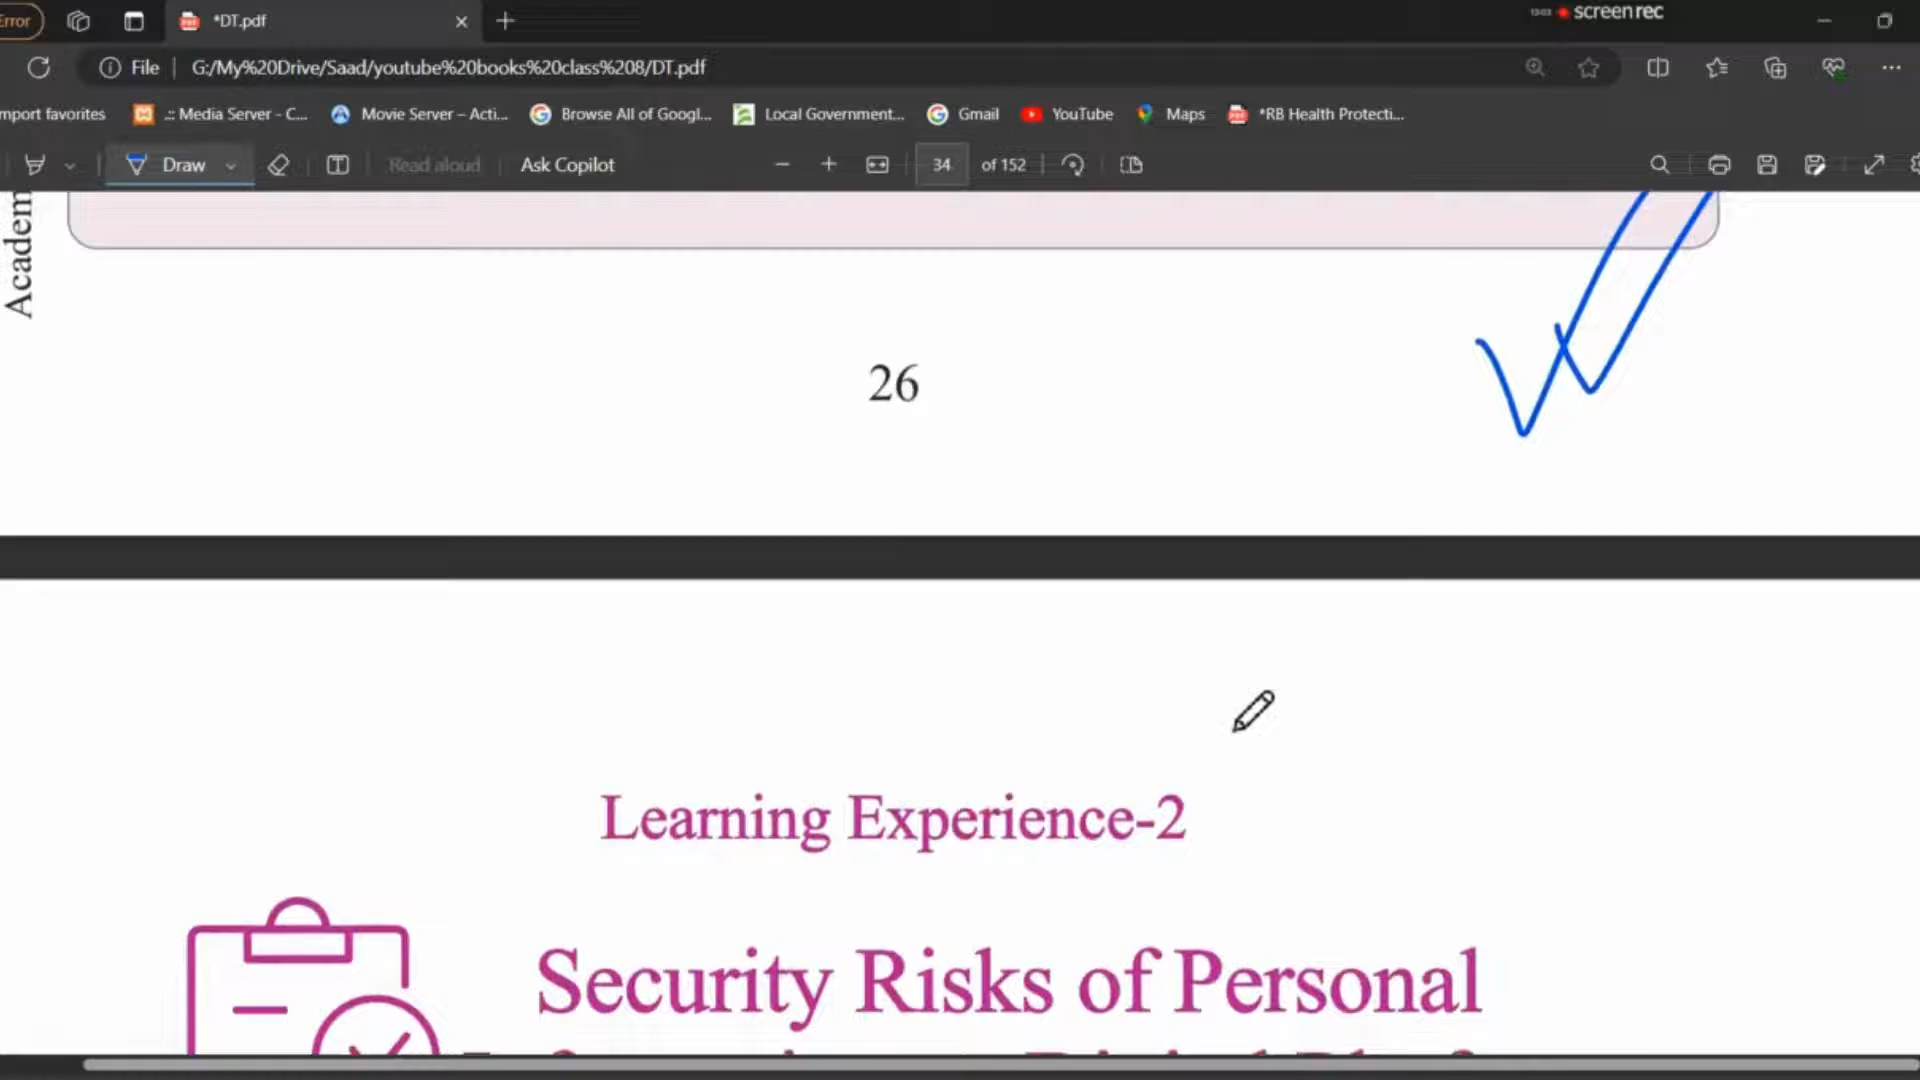 Error
*DT.pdf
13:03
screenrec
File
G:/My%20Drive/Saad/youtube%20books%20class%208/DT.pdf
mport favorites
.:: Media Server - C...
Movie Server – Acti...
Browse All of Googl...
Local Government...
Gmail
YouTube
Maps
*RB Health Protecti...
Draw
Read aloud
Ask Copilot
34
of 152
Academ
26
Learning Experience-2
Security Risks of Personal